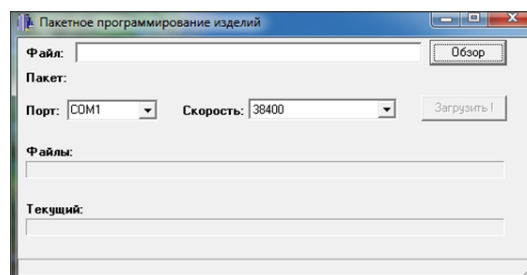 Пакетное программирование изделий
Файл: Обзор
Пакет:
Порт: COM1 Скорость: 38400 Загрузить !
Файлы:
Текущий: